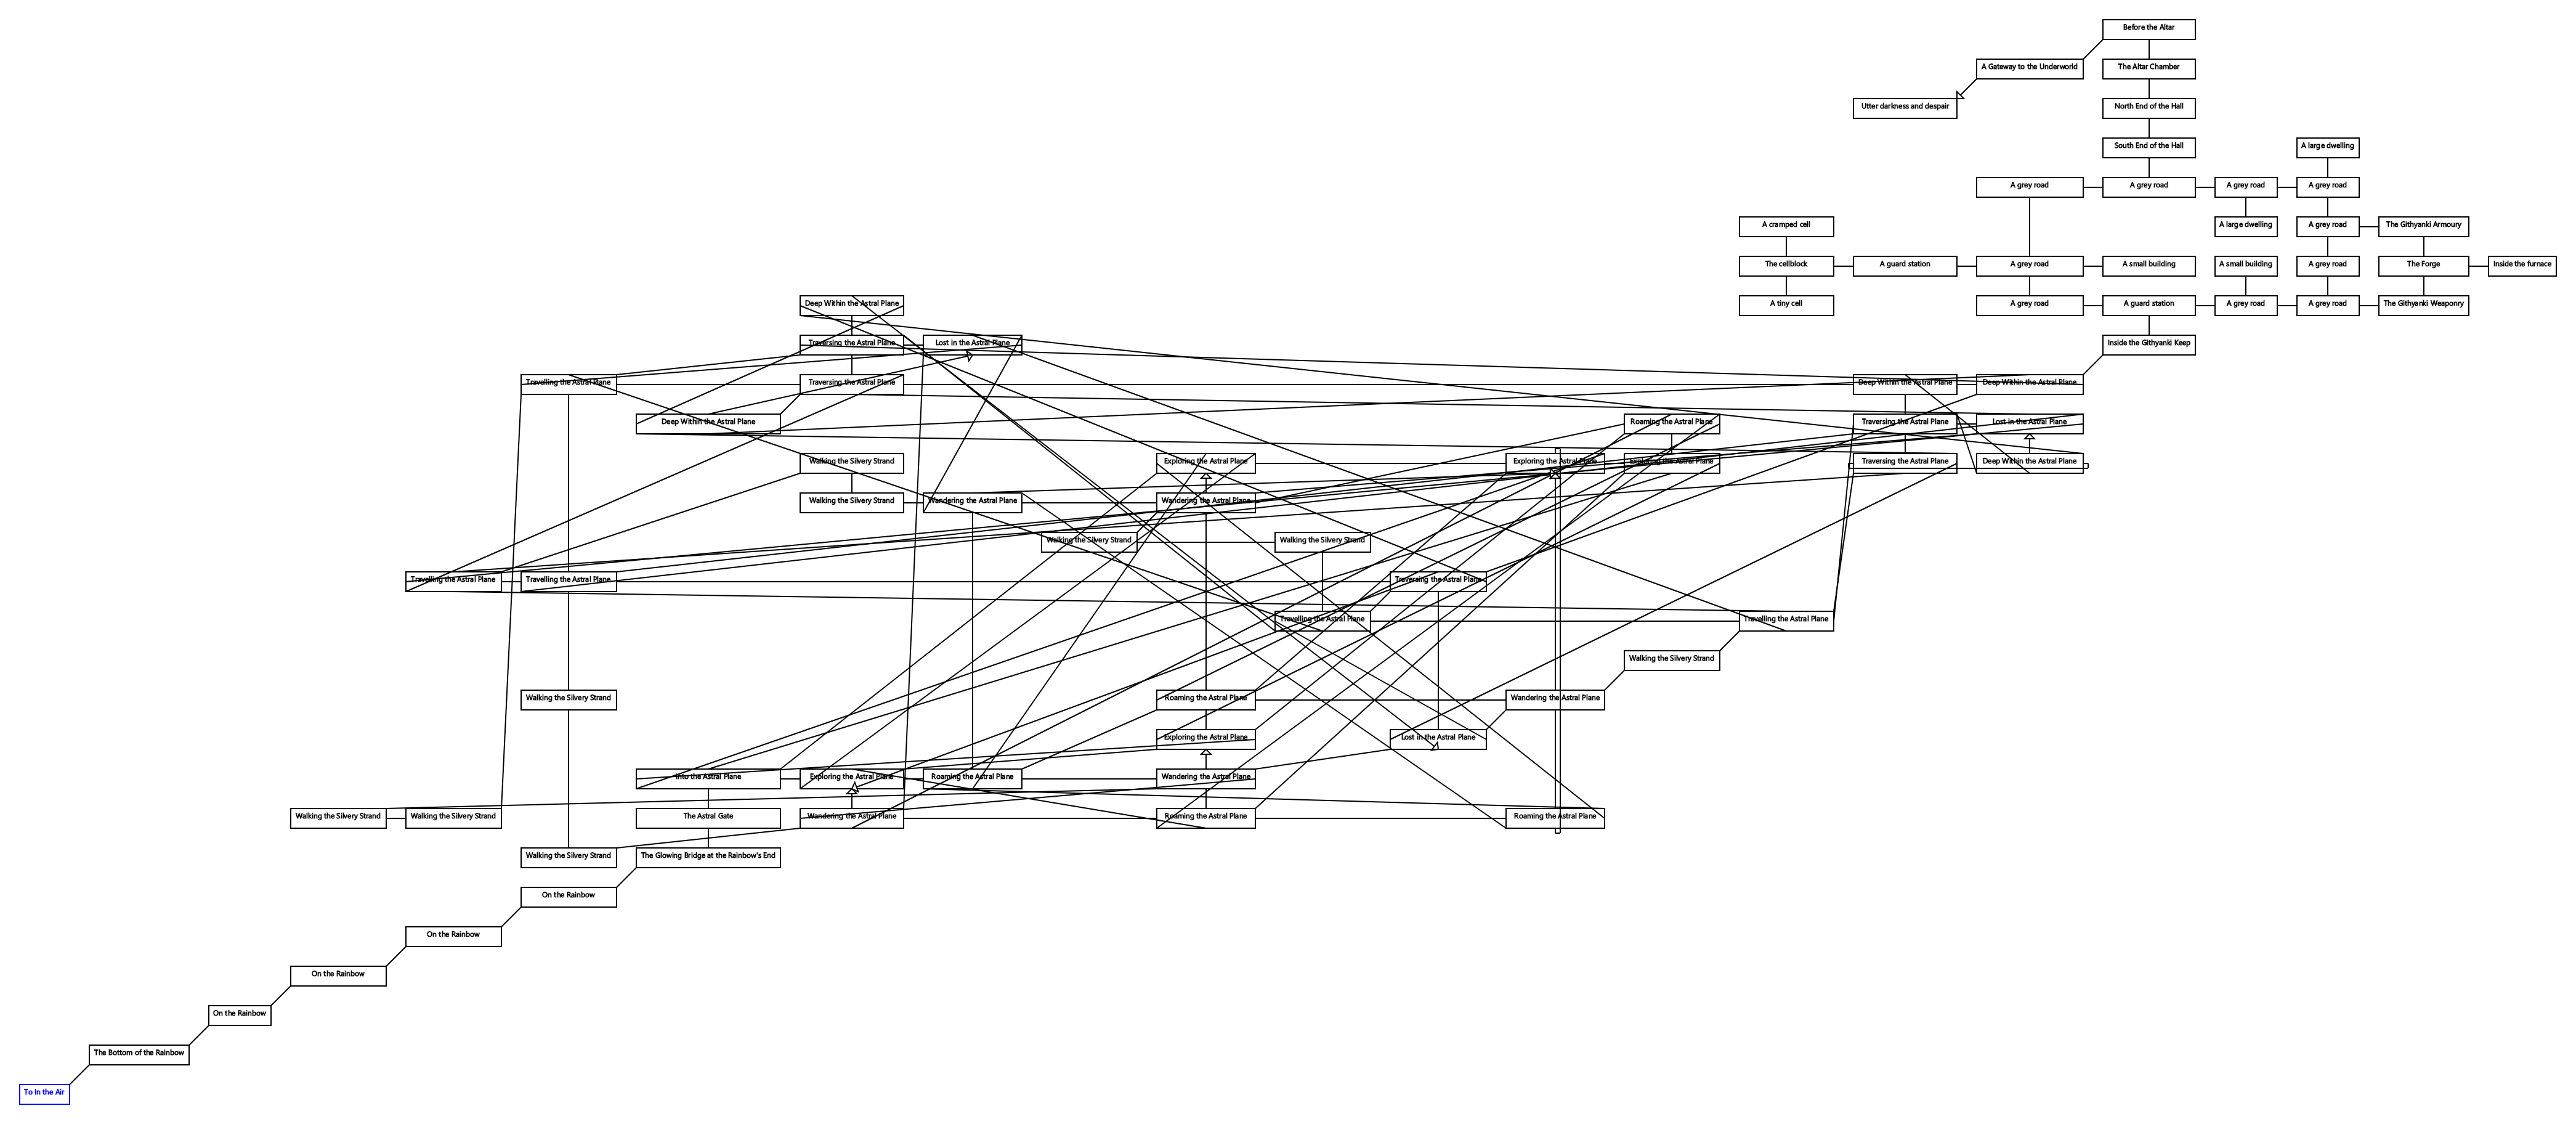 Before the Altar
A Gateway to the Underworld
The Altar Chamber
Utter darkness and despair
North End of the Hall
South End of the Hall
A large dwelling
A grey road
A grey road
A grey road
A grey road
A cramped cell
A large dwelling
A grey road
The Githyanki Armoury
The cellblock
A guard station
A grey road
A small building
A small building
A grey road
The Forge
Inside the furnace
Deep Within the Astral Plane
A tiny cell
A grey road
A guard station
A grey road
A grey road
The Githyanki Weaponry
Traversing the Astral Plane
Lost in the Astral Plane
Inside the Githyanki Keep
Travelling the Astral Plane
Traversing the Astral Plane
Deep Within the Astral Plane
Deep Within the Astral Plane
Deep Within the Astral Plane
Roaming the Astral Plane
Traversing the Astral Plane
Lost in the Astral Plane
Walking the Silvery Strand
Exploring the Astral Plane
Exploring the Astral Plane
Exploring the Astral Plane
Traversing the Astral Plane
Deep Within the Astral Plane
Walking the Silvery Strand
Wandering the Astral Plane
Wandering the Astral Plane
Walking the Silvery Strand
Walking the Silvery Strand
Travelling the Astral Plane
Travelling the Astral Plane
Traversing the Astral Plane
Travelling the Astral Plane
Travelling the Astral Plane
Walking the Silvery Strand
Walking the Silvery Strand
Roaming the Astral Plane
Wandering the Astral Plane
Exploring the Astral Plane
Lost in the Astral Plane
Into the Astral Plane
Exploring the Astral Plane
Roaming the Astral Plane
Wandering the Astral Plane
Walking the Silvery Strand
Walking the Silvery Strand
The Astral Gate
Wandering the Astral Plane
Roaming the Astral Plane
Roaming the Astral Plane
Walking the Silvery Strand
The Glowing Bridge at the Rainbow's End
On the Rainbow
On the Rainbow
On the Rainbow
On the Rainbow
The Bottom of the Rainbow
To In the Air